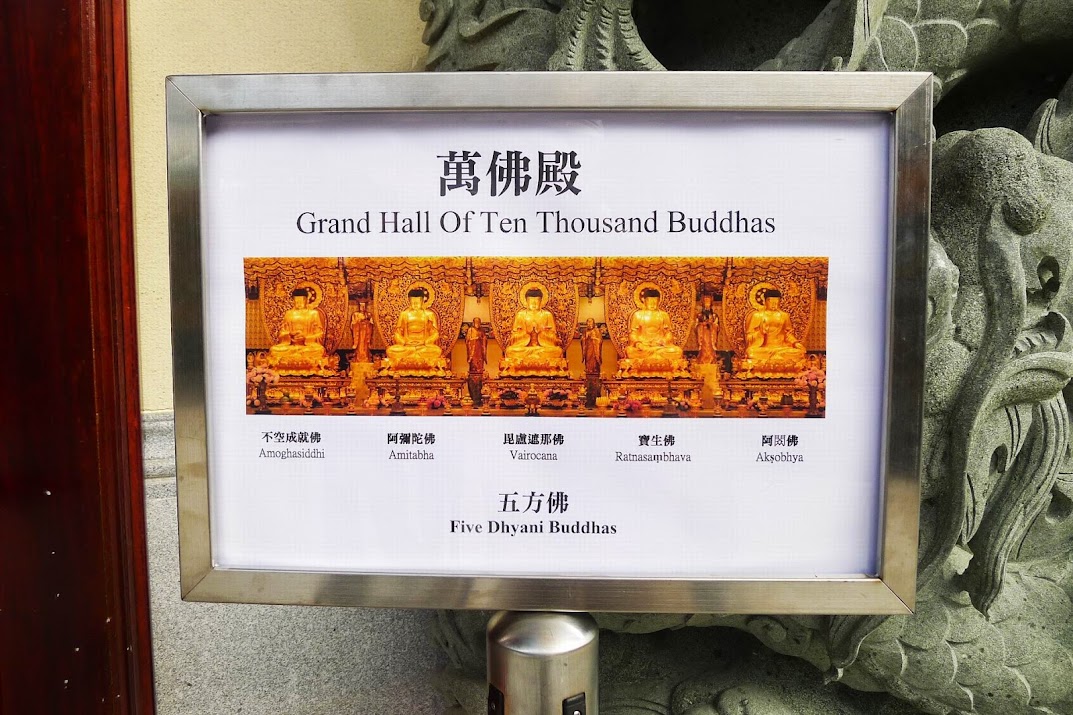 萬佛殿
Grand Hall Of Ten Thousand Buddhas
不空成就佛 阿彌陀佛 毘盧遮那佛 寶生佛 阿閦佛
Amoghasiddhi Amitabha Vairocana Ratnasaṃbhava Akṣobhya
五方佛
Five Dhyani Buddhas